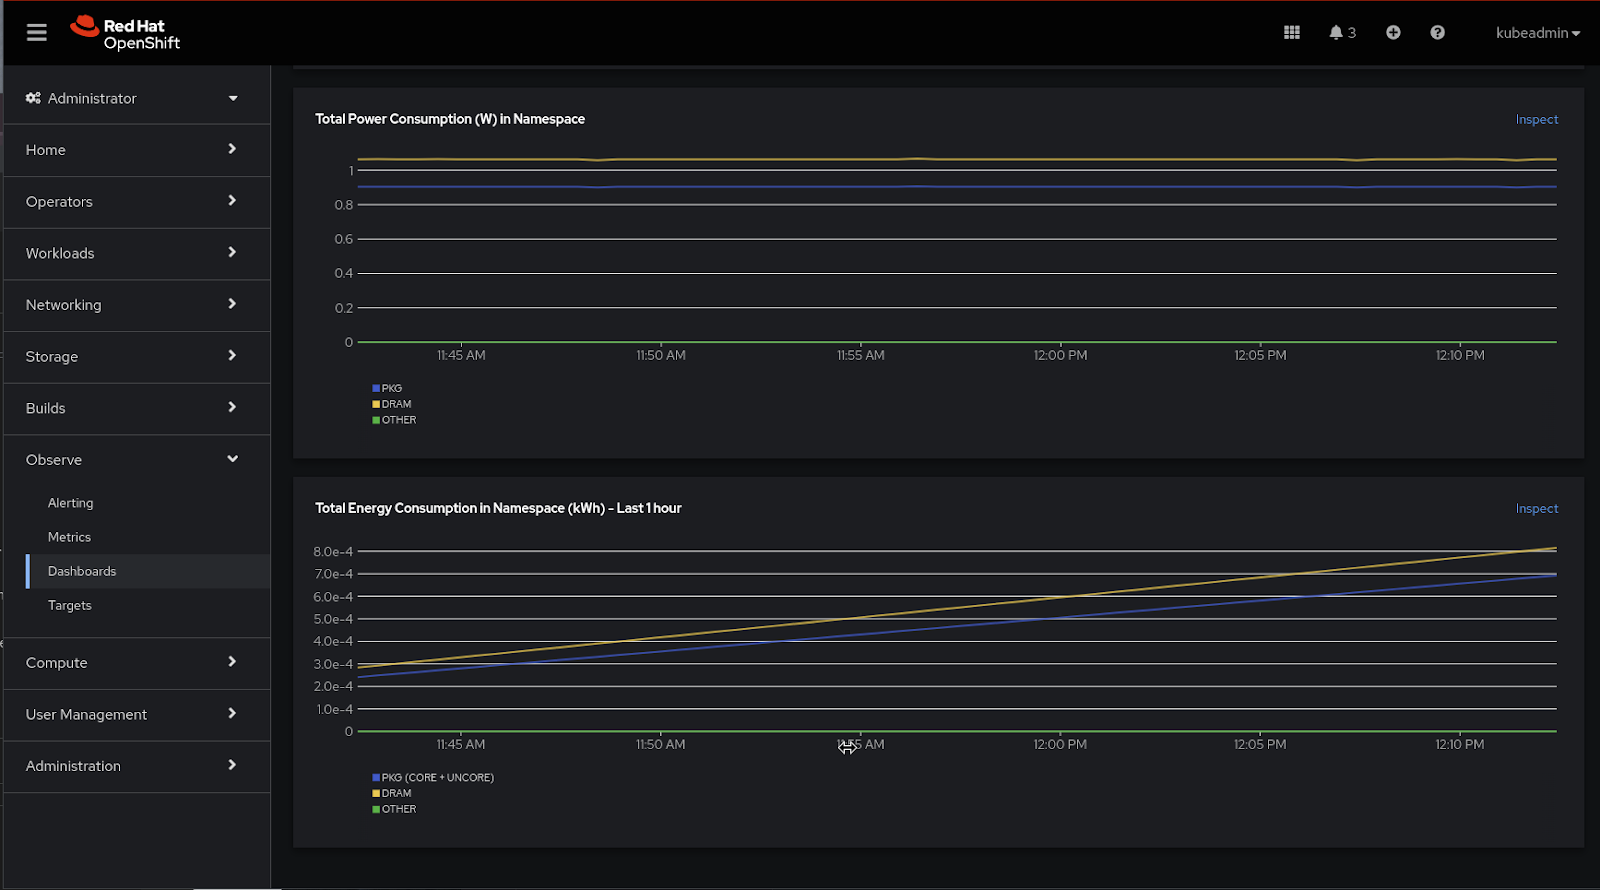 Red Hat
OpenShift
3
kubeadmin
Administrator
Home
Operators
Workloads
Networking
Storage
Builds
Observe
Alerting
Metrics
Dashboards
Targets
Compute
User Management
Administration
Total Power Consumption (W) in Namespace
Inspect
1
0.8
0.6
0.4
0.2
0
11:45 AM 11:50 AM 11:55 AM 12:00 PM 12:05 PM 12:10 PM
PKG
DRAM
OTHER
Total Energy Consumption in Namespace (kWh) - Last 1 hour
Inspect
8.0e-4
7.0e-4
6.0e-4
5.0e-4
4.0e-4
3.0e-4
2.0e-4
1.0e-4
0
11:45 AM 11:50 AM 11:55 AM 12:00 PM 12:05 PM 12:10 PM
PKG (CORE + UNCORE)
DRAM
OTHER